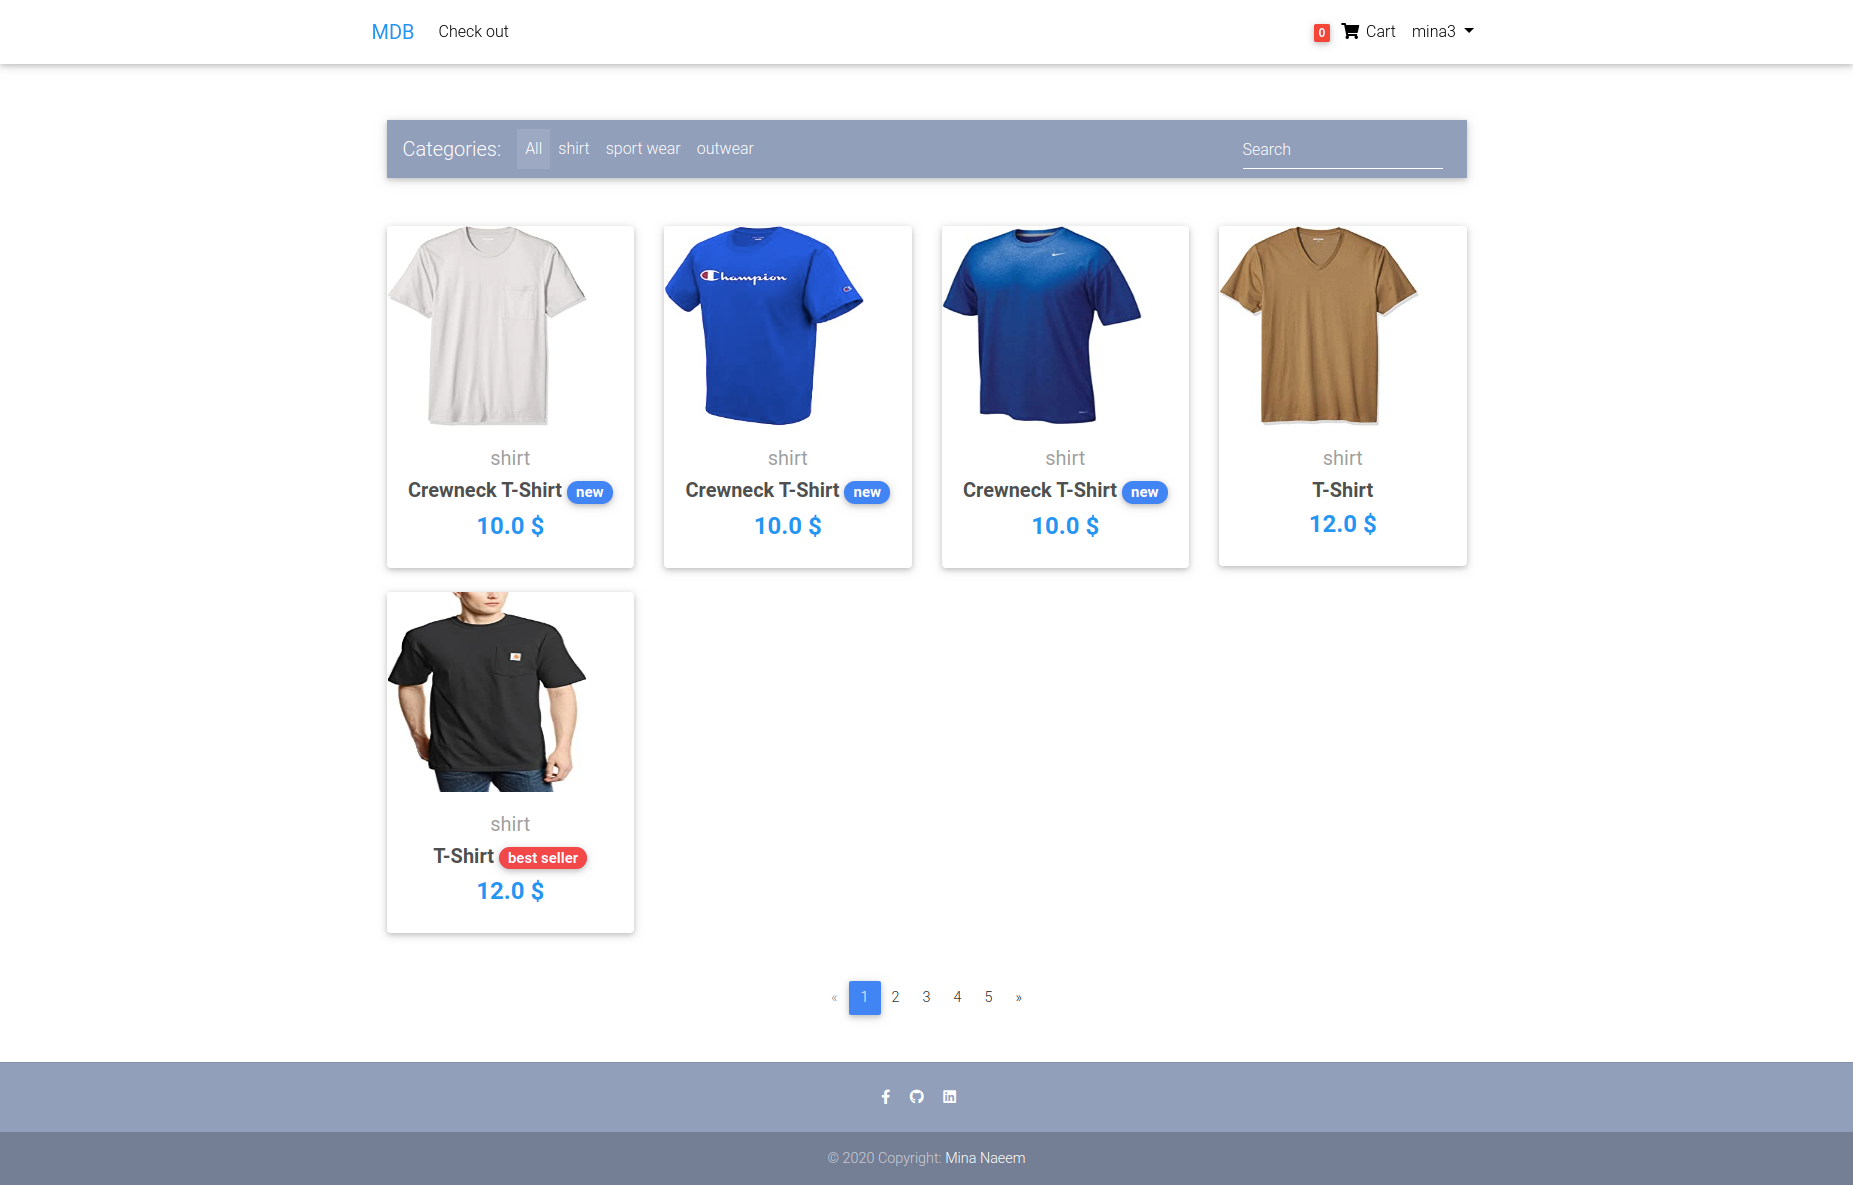 MDB Check out 0 Cart mina3
Categories: All shirt sport wear outwear Search
Champion
shirt
Crewneck T-Shirt new
10.0 $
shirt
Crewneck T-Shirt new
10.0 $
shirt
Crewneck T-Shirt new
10.0 $
shirt
T-Shirt
12.0 $
shirt
T-Shirt best seller
12.0 $
« 1 2 3 4 5 »
© 2020 Copyright: Mina Naeem